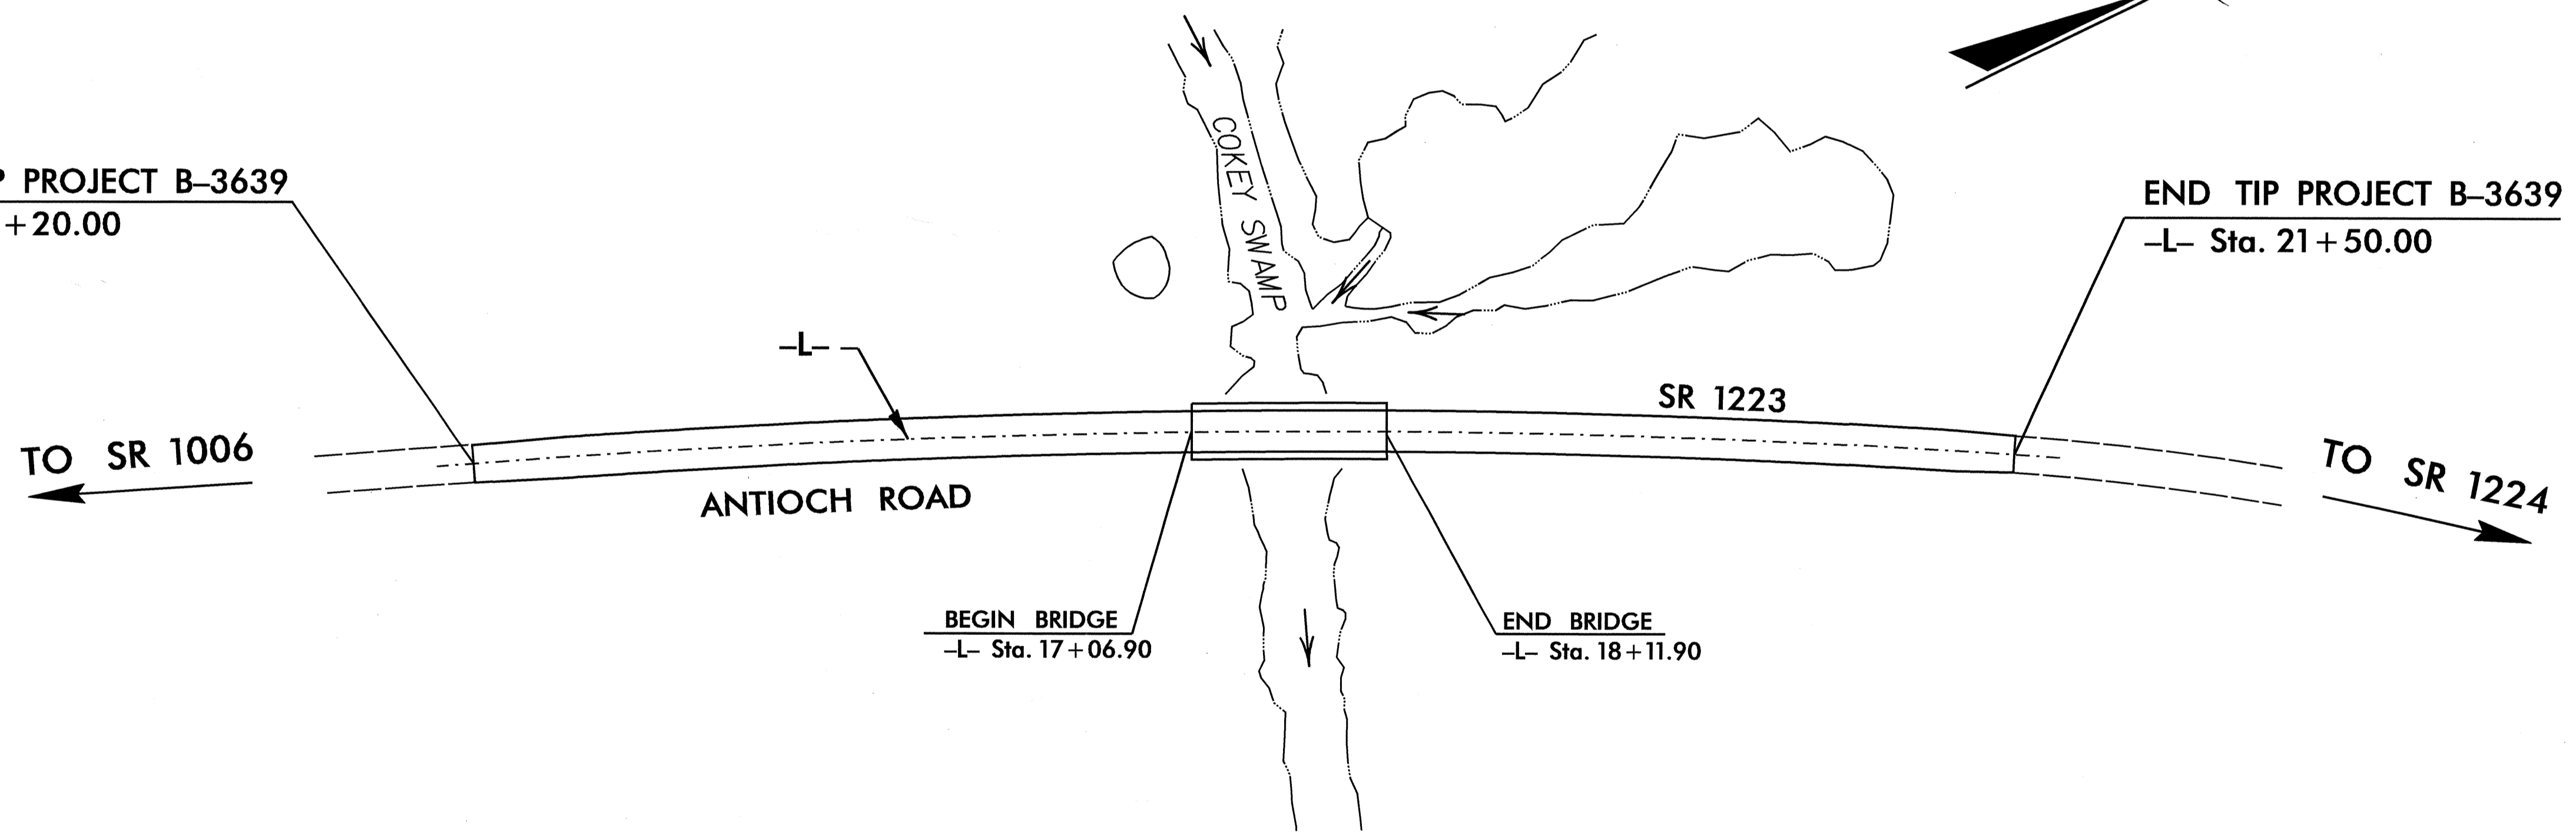 COKEY SWAMP
PROJECT B–3639
+20.00
END TIP PROJECT B–3639
–L– Sta. 21+50.00
–L–
SR 1223
TO SR 1006
TO SR 1224
ANTIOCH ROAD
BEGIN BRIDGE
–L– Sta. 17+06.90
END BRIDGE
–L– Sta. 18+11.90